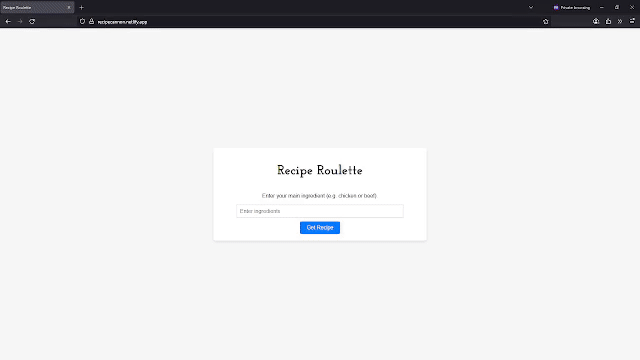 Recipe Roulette
Private browsing
recipecannon.netlify.app
Recipe Roulette
Enter your main ingredient (e.g. chicken or beef)
Enter ingredients
Get Recipe